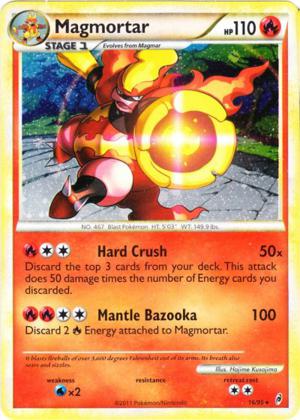 Magmortar
HP 110
STAGE 1
Evolves from Magmar
NO. 467 Blast Pokémon HT. 5'03" WT. 149.9 lbs.
Hard Crush 50x
Discard the top 3 cards from your deck. This attack
does 50 damage times the number of Energy cards you
discarded.
Mantle Bazooka 100
Discard 2 Energy attached to Magmortar.
It blasts fireballs of over 3,600 degrees Fahrenheit out of its arms. Its breath also
sears and sizzles.
Illus. Hajime Kusajima
weakness resistance retreat cost
x2
©2011 Pokémon/Nintendo
16/95